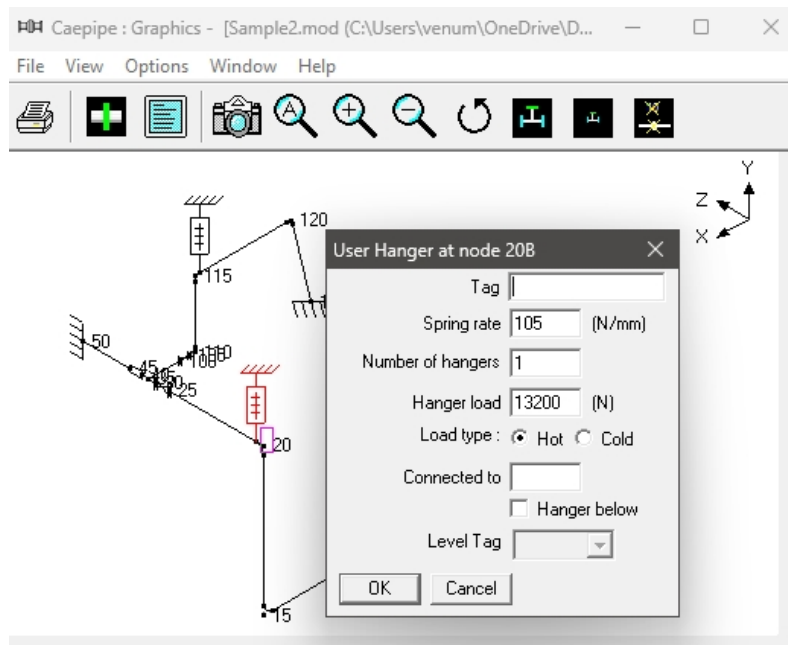 Caepipe : Graphics - [Sample2.mod (C:\Users\venum\OneDrive\D...
File View Options Window Help
Y
Z
X
120
115
50
45
25
20
15
User Hanger at node 20B
Tag
Spring rate 105 (N/mm)
Number of hangers 1
Hanger load 13200 (N)
Load type : Hot Cold
Connected to
Hanger below
Level Tag
OK Cancel